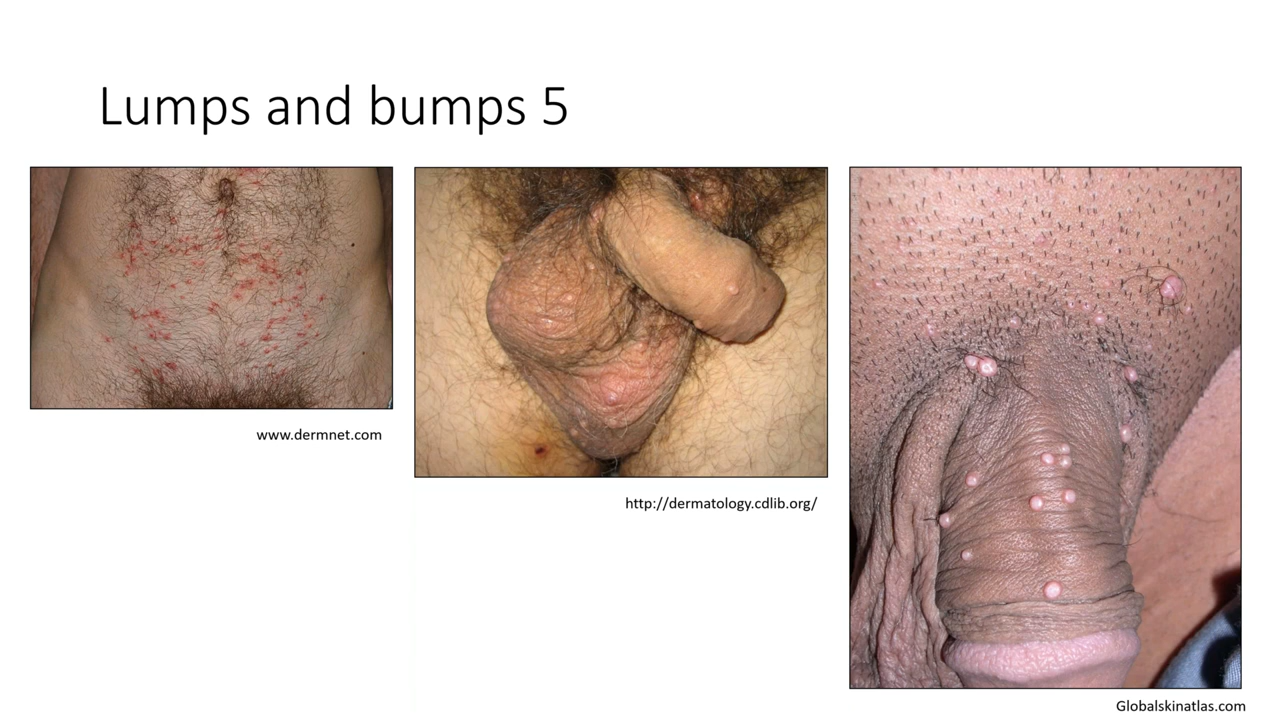 Lumps and bumps 5
www.dermnet.com
http://dermatology.cdlib.org/
Globalskinatlas.com